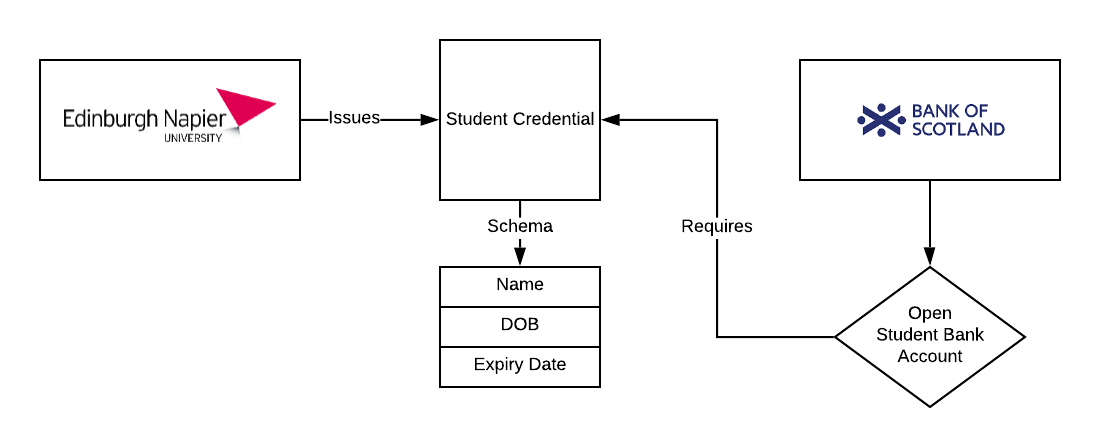 Edinburgh Napier
UNIVERSITY
Issues
Student Credential
BANK OF
SCOTLAND
Schema
Requires
Name
DOB
Expiry Date
Open
Student Bank
Account